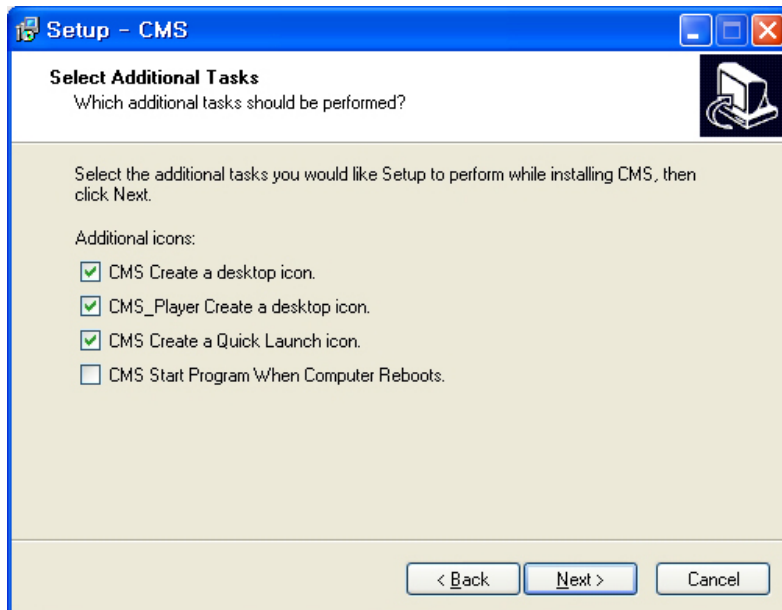 Setup - CMS
Select Additional Tasks
Which additional tasks should be performed?
Select the additional tasks you would like Setup to perform while installing CMS, then
click Next.
Additional icons:
CMS Create a desktop icon.
CMS_Player Create a desktop icon.
CMS Create a Quick Launch icon.
CMS Start Program When Computer Reboots.
< Back
Next >
Cancel